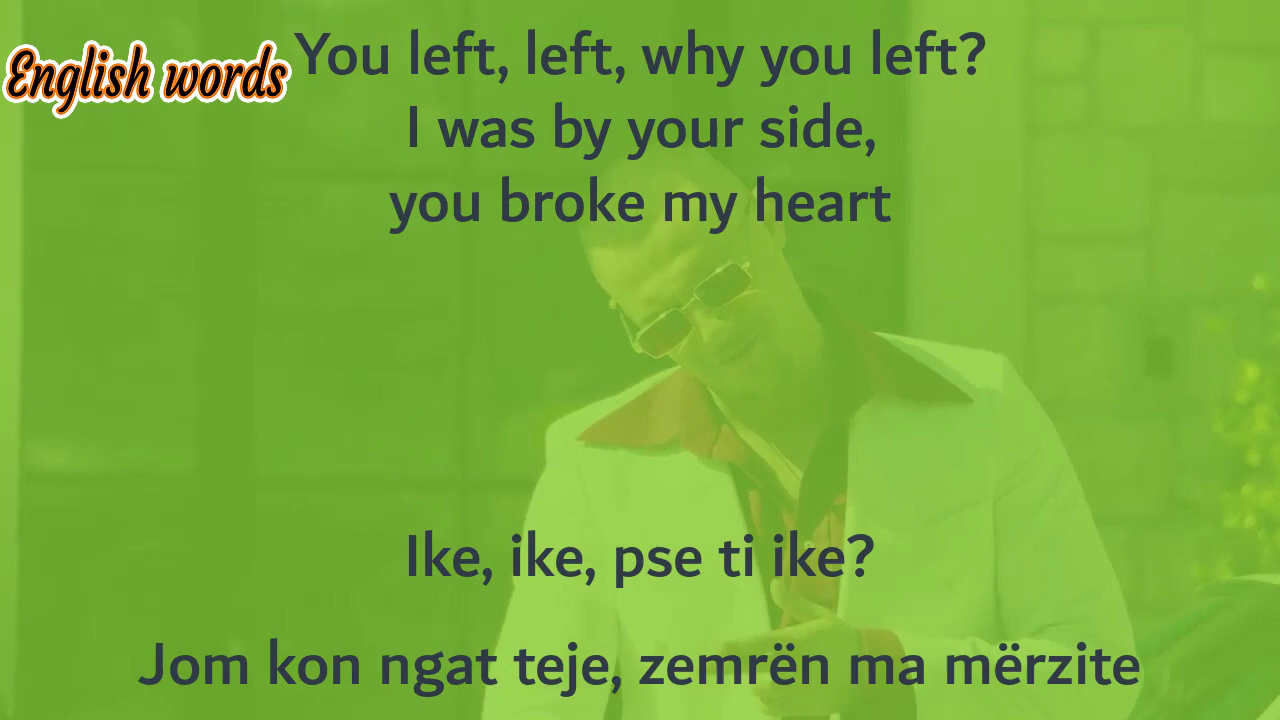 English words
You left, left, why you left?
I was by your side,
you broke my heart
Ike, ike, pse ti ike?
Jom kon ngat teje, zemrën ma mërzite